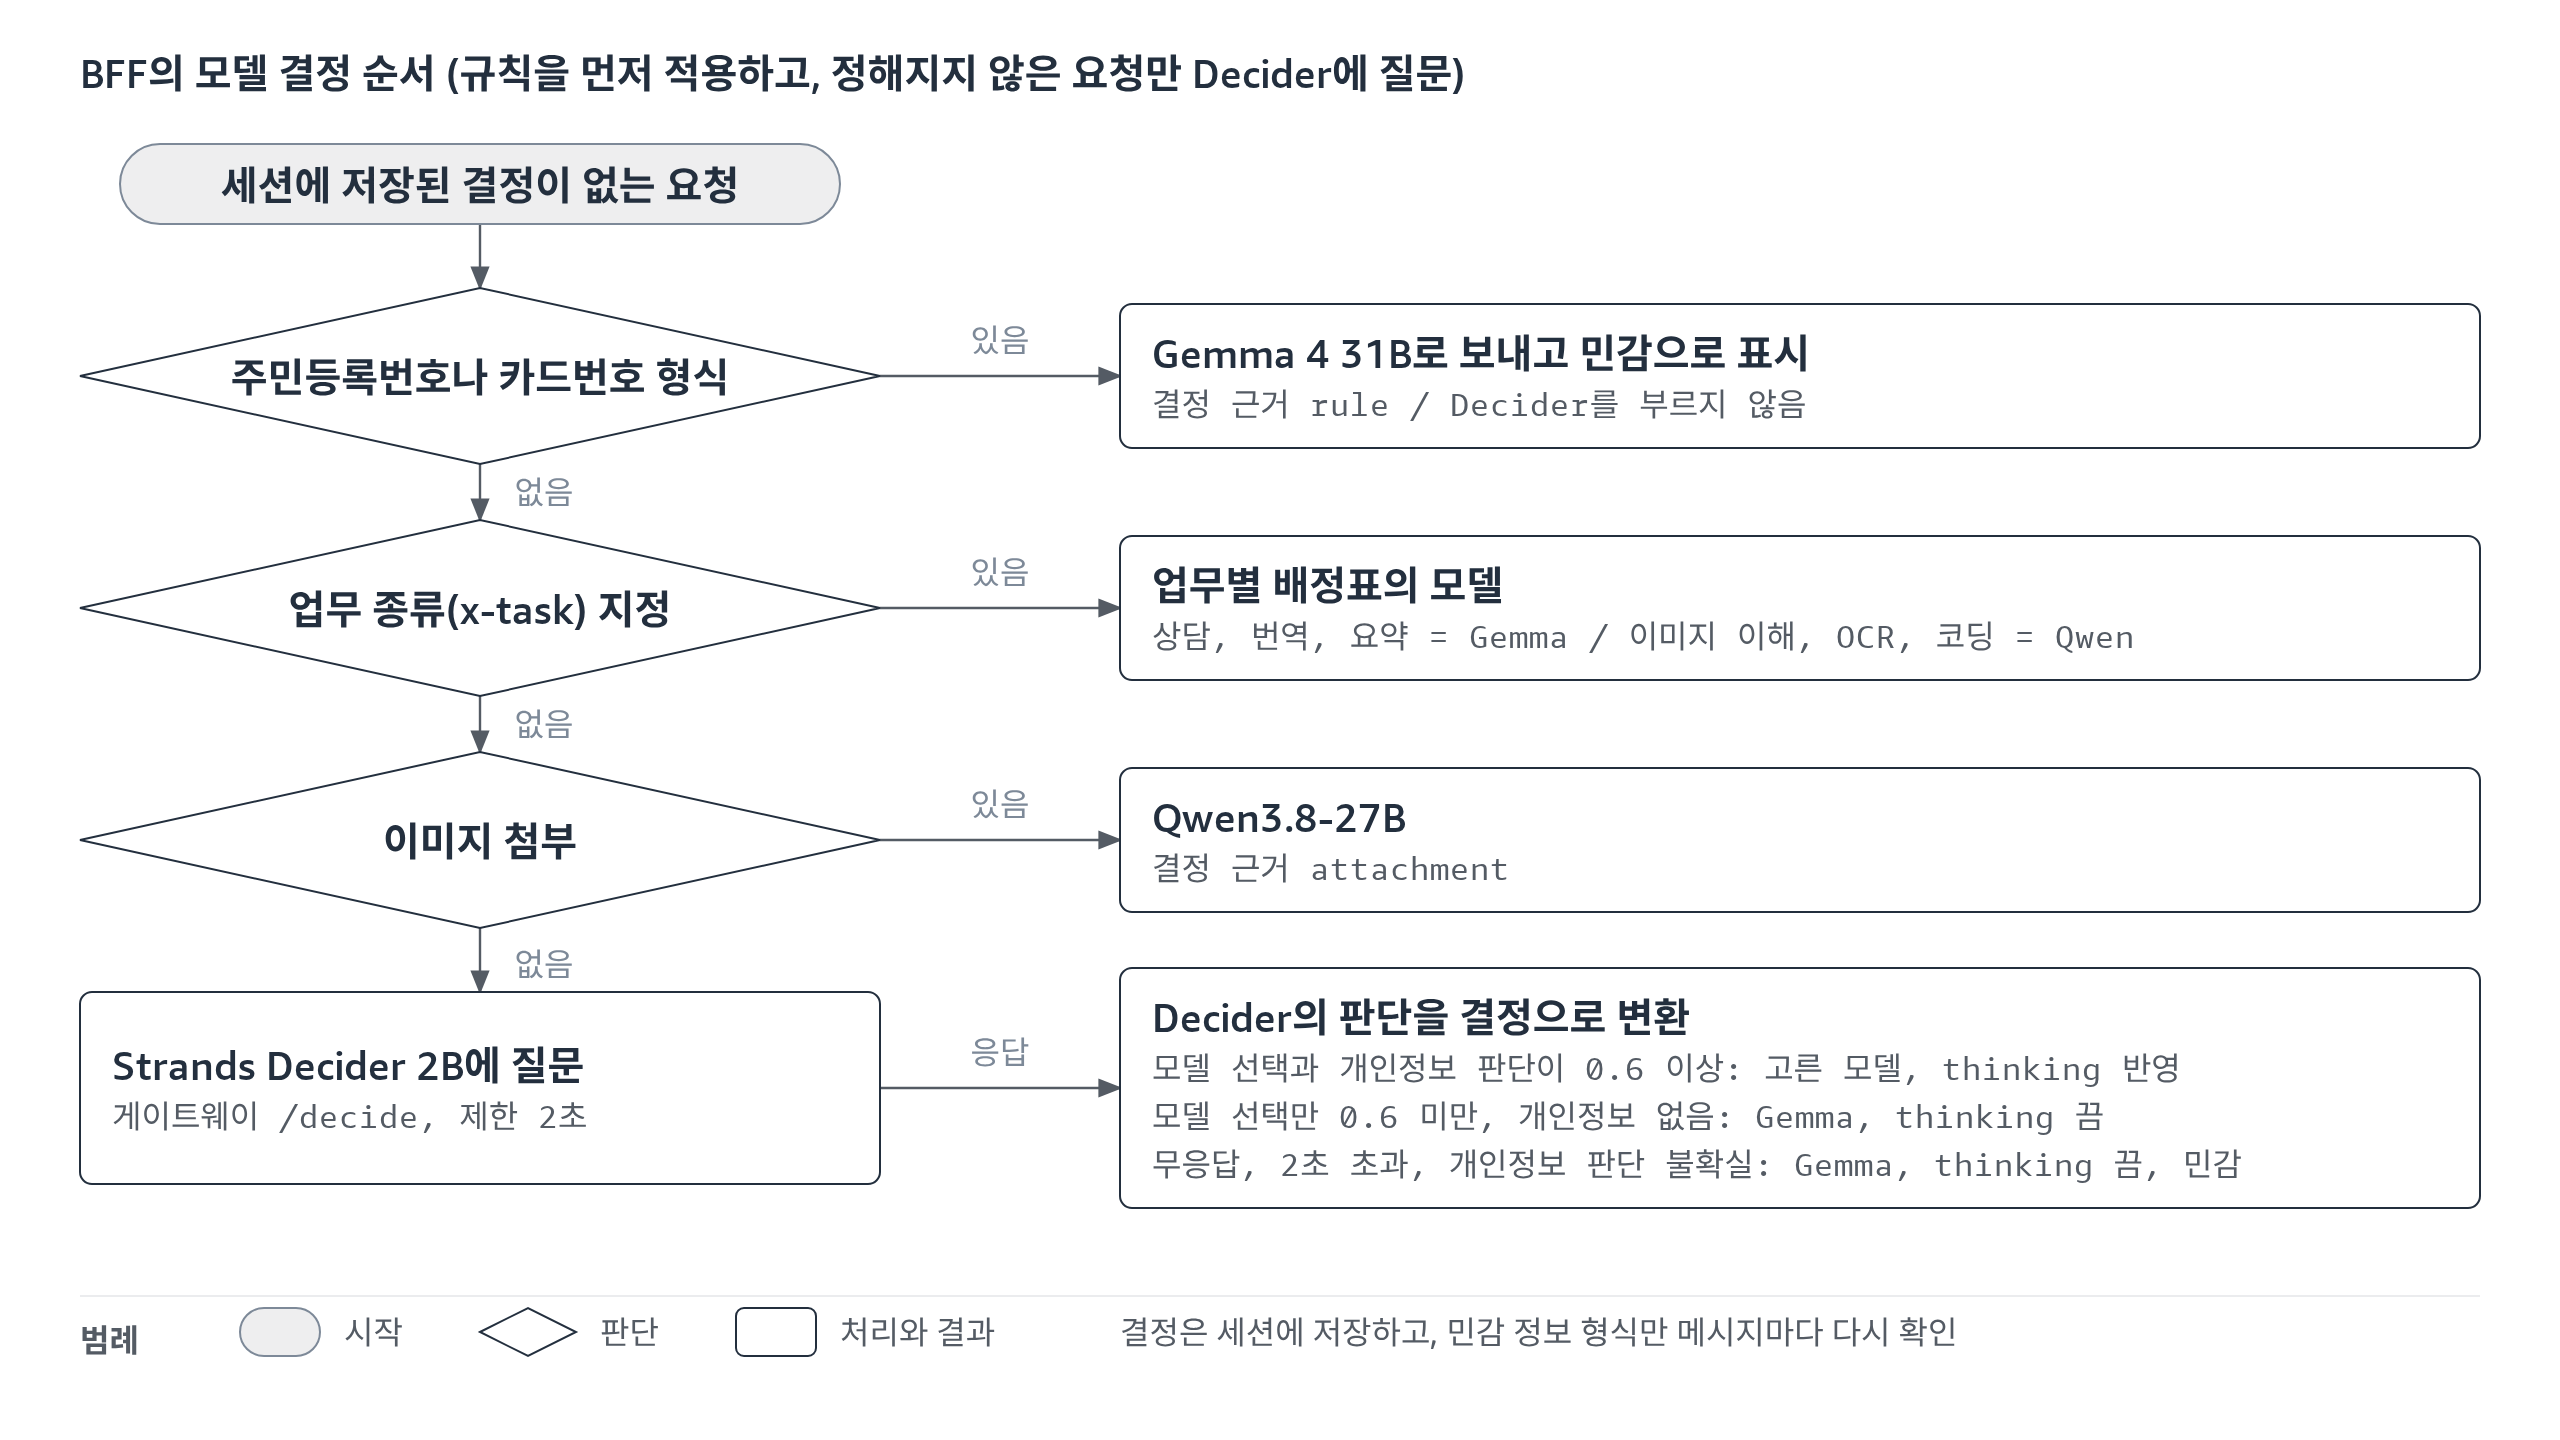 BFF의 모델 결정 순서 (규칙을 먼저 적용하고, 정해지지 않은 요청만 Decider에 질문)
세션에 저장된 결정이 없는 요청
주민등록번호나 카드번호 형식
있음
Gemma 4 31B로 보내고 민감으로 표시
결정 근거 rule / Decider를 부르지 않음
없음
업무 종류(x-task) 지정
있음
업무별 배정표의 모델
상담, 번역, 요약 = Gemma / 이미지 이해, OCR, 코딩 = Qwen
없음
이미지 첨부
있음
Qwen3.8-27B
결정 근거 attachment
없음
Strands Decider 2B에 질문
게이트웨이 /decide, 제한 2초
응답
Decider의 판단을 결정으로 변환
모델 선택과 개인정보 판단이 0.6 이상: 고른 모델, thinking 반영
모델 선택만 0.6 미만, 개인정보 없음: Gemma, thinking 끔
무응답, 2초 초과, 개인정보 판단 불확실: Gemma, thinking 끔, 민감
범례
시작
판단
처리와 결과
결정은 세션에 저장하고, 민감 정보 형식만 메시지마다 다시 확인